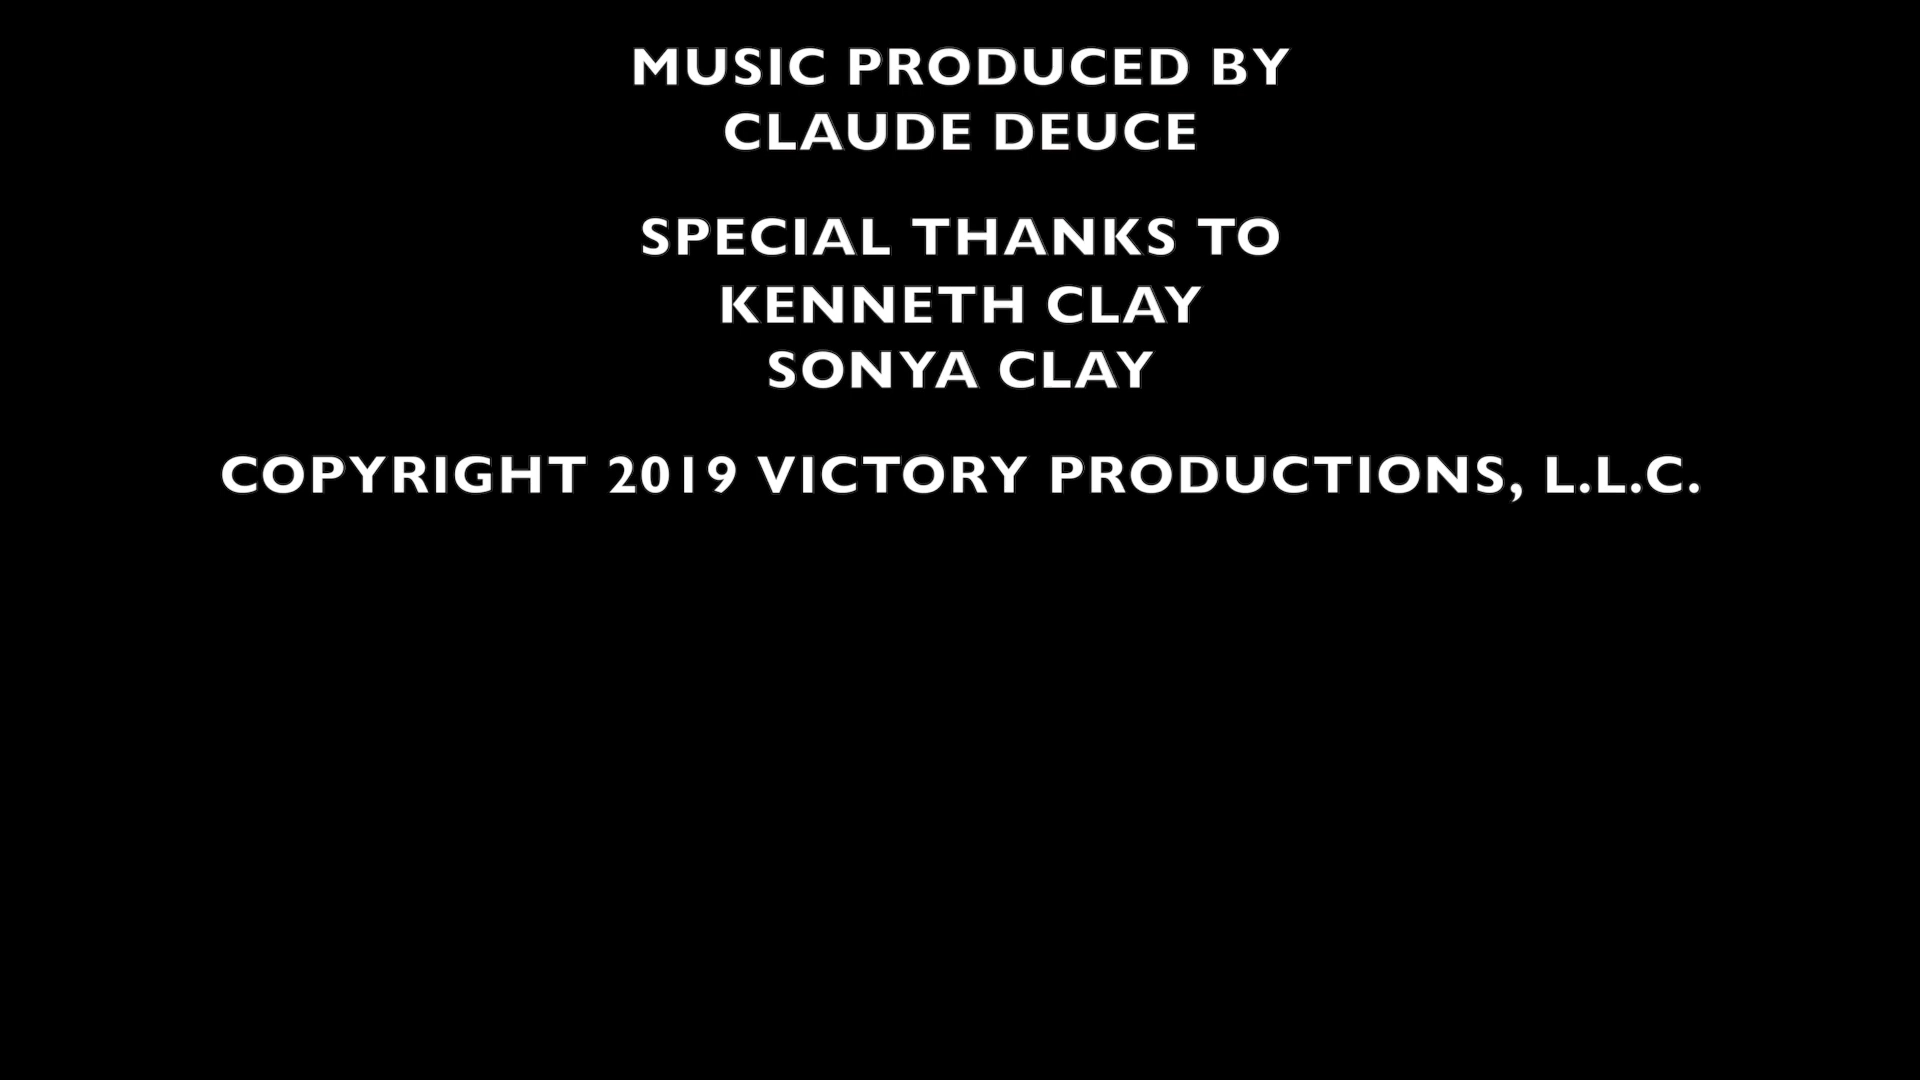 MUSIC PRODUCED BY
CLAUDE DEUCE
SPECIAL THANKS TO
KENNETH CLAY
SONYA CLAY
COPYRIGHT 2019 VICTORY PRODUCTIONS, L.L.C.